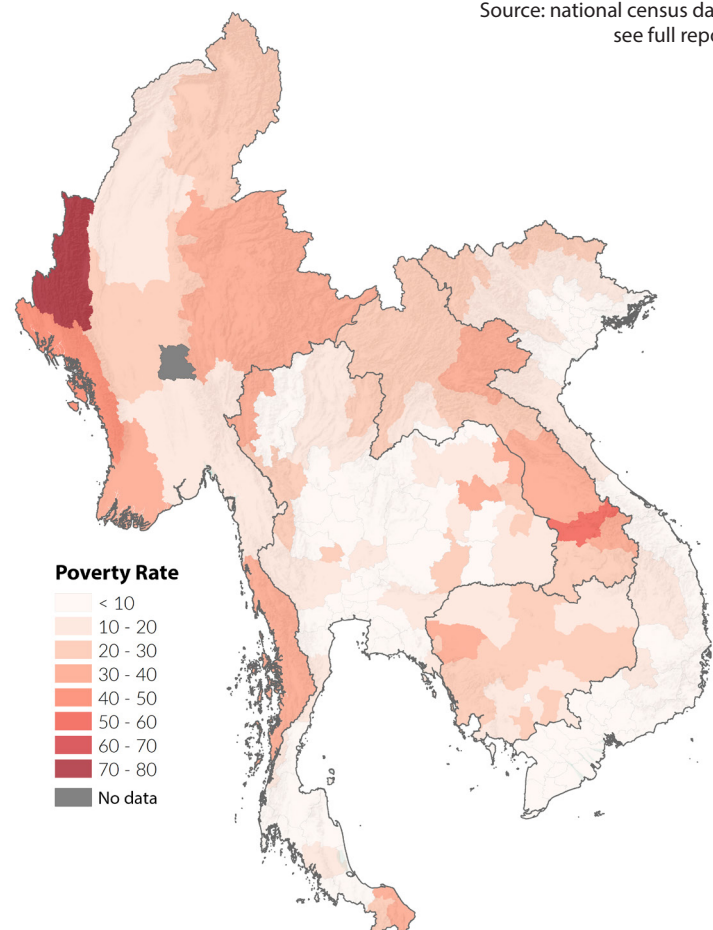 Source: national census da
see full repo
Poverty Rate
< 10
10 - 20
20 - 30
30 - 40
40 - 50
50 - 60
60 - 70
70 - 80
No data